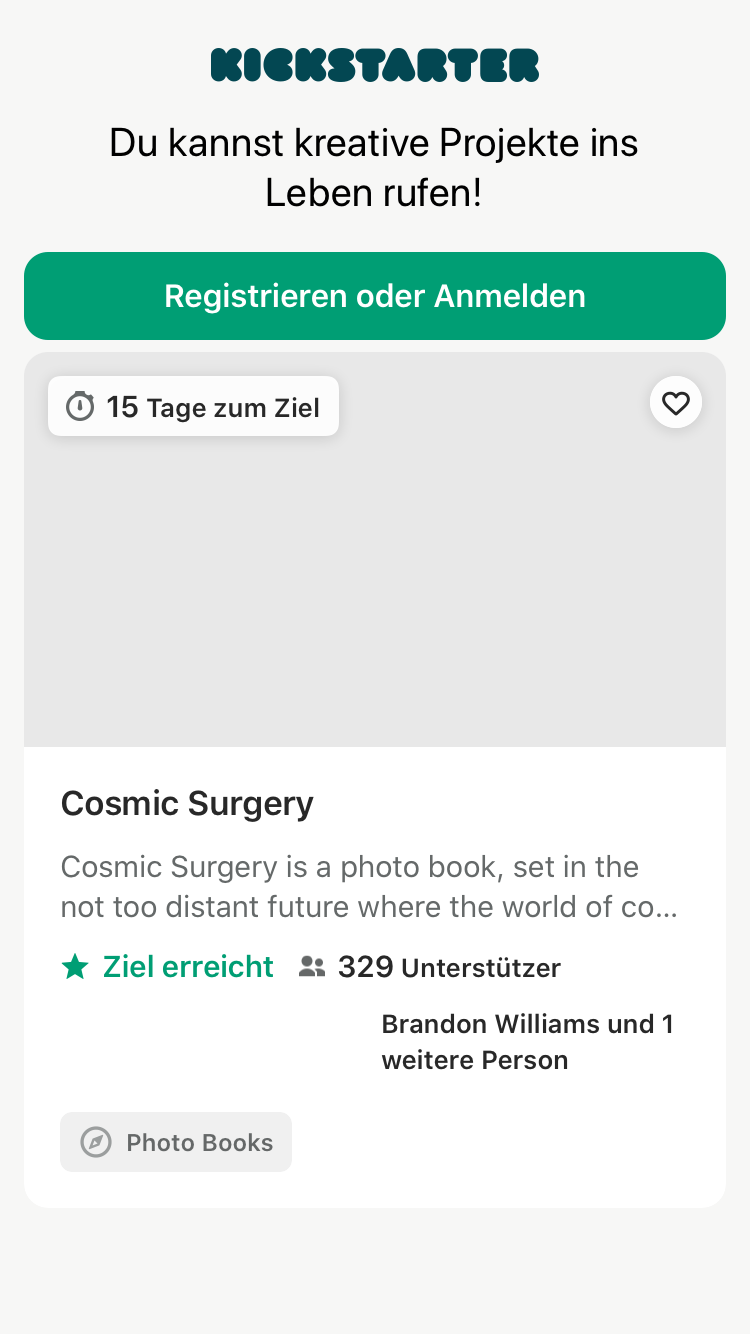 KICKSTARTER
Du kannst kreative Projekte ins
Leben rufen!
Registrieren oder Anmelden
15 Tage zum Ziel
Cosmic Surgery
Cosmic Surgery is a photo book, set in the
not too distant future where the world of co...
Ziel erreicht 329 Unterstützer
Brandon Williams und 1
weitere Person
Photo Books